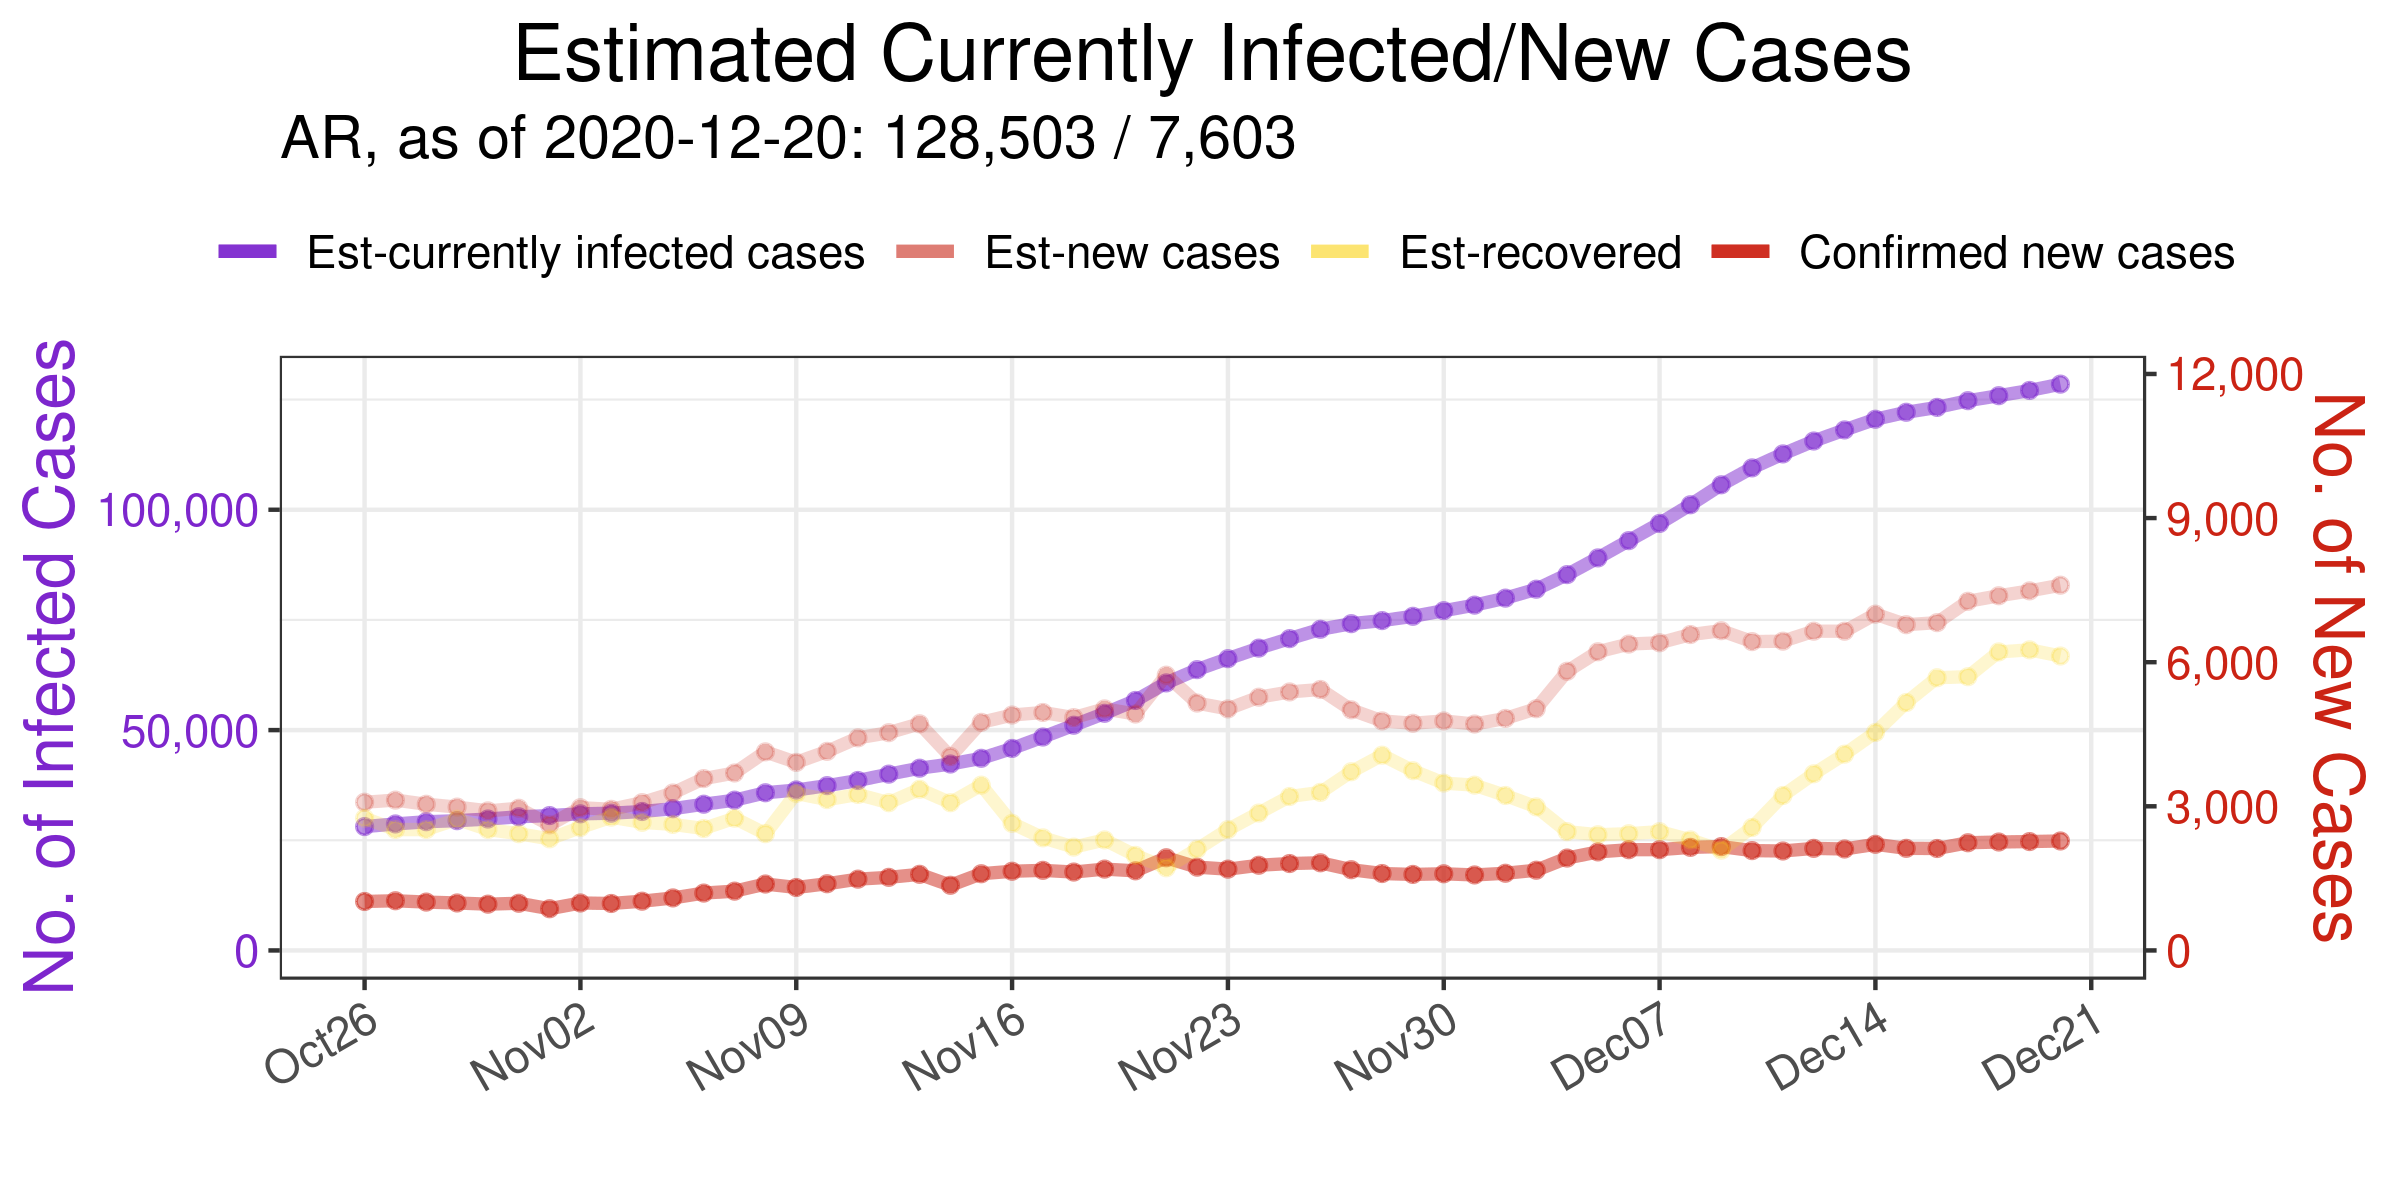 Estimated Currently Infected/New Cases
AR, as of 2020-12-20: 128,503 / 7,603
Est-currently infected cases Est-new cases Est-recovered Confirmed new cases
No. of Infected Cases
100,000
50,000
0
12,000
9,000
6,000
3,000
0
No. of New Cases
Oct26 Nov02 Nov09 Nov16 Nov23 Nov30 Dec07 Dec14 Dec21